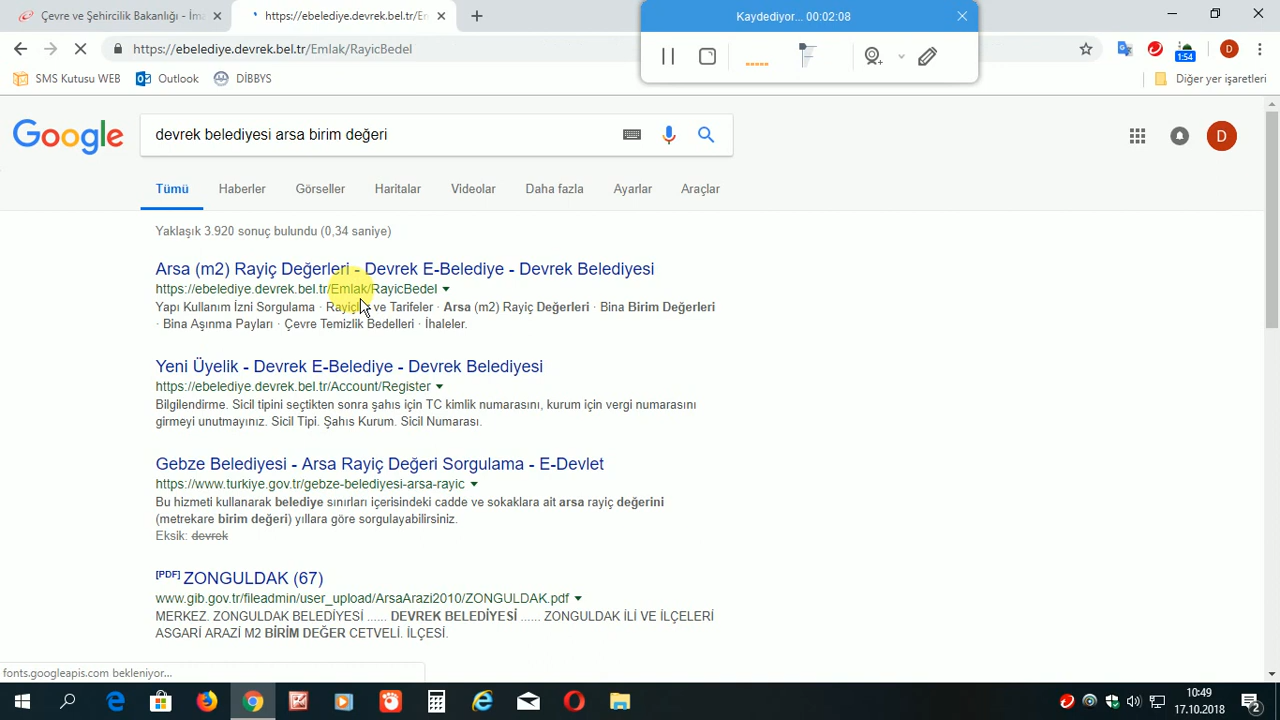 Çevre ve Şehircilik Bakanlığı - İma
https://ebelediye.devrek.bel.tr/En
Kaydediyor... 00:02:08
https://ebelediye.devrek.bel.tr/Emlak/RayicBedel
1:54
D
SMS Kutusu WEB
Outlook
DİBBYS
Diğer yer işaretleri
Google
devrek belediyesi arsa birim değeri
D
Tümü
Haberler
Görseller
Haritalar
Videolar
Daha fazla
Ayarlar
Araçlar
Yaklaşık 3.920 sonuç bulundu (0,34 saniye)
Arsa (m2) Rayiç Değerleri - Devrek E-Belediye - Devrek Belediyesi
https://ebelediye.devrek.bel.tr/Emlak/RayicBedel
Yapı Kullanım İzni Sorgulama · Rayiçler ve Tarifeler · Arsa (m2) Rayiç Değerleri · Bina Birim Değerleri
· Bina Aşınma Payları · Çevre Temizlik Bedelleri · İhaleler.
Yeni Üyelik - Devrek E-Belediye - Devrek Belediyesi
https://ebelediye.devrek.bel.tr/Account/Register
Bilgilendirme. Sicil tipini seçtikten sonra şahıs için TC kimlik numarasını, kurum için vergi numarasını
girmeyi unutmayınız. Sicil Tipi. Şahıs Kurum. Sicil Numarası.
Gebze Belediyesi - Arsa Rayiç Değeri Sorgulama - E-Devlet
https://www.turkiye.gov.tr/gebze-belediyesi-arsa-rayic
Bu hizmeti kullanarak belediye sınırları içerisindeki cadde ve sokaklara ait arsa rayiç değerini
(metrekare birim değeri) yıllara göre sorgulayabilirsiniz.
Eksik: devrek
[PDF] ZONGULDAK (67)
www.gib.gov.tr/fileadmin/user_upload/ArsaArazi2010/ZONGULDAK.pdf
MERKEZ. ZONGULDAK BELEDİYESİ ...... DEVREK BELEDİYESİ ...... ZONGULDAK İLİ VE İLÇELERİ
ASGARİ ARAZİ M2 BİRİM DEĞER CETVELİ. İLÇESİ.
fonts.googleapis.com bekleniyor...
10:49
17.10.2018
2